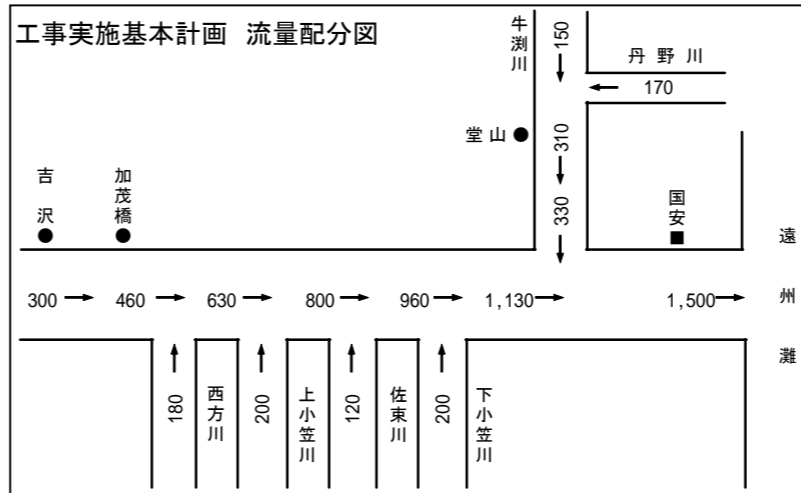 工事実施基本計画 流量配分図
牛渕川
150
丹野川
170
堂山
310
330
吉沢
加茂橋
国安
遠州灘
300
460
630
800
960
1,130
1,500
180
西方川
200
上小笠川
120
佐束川
200
下小笠川